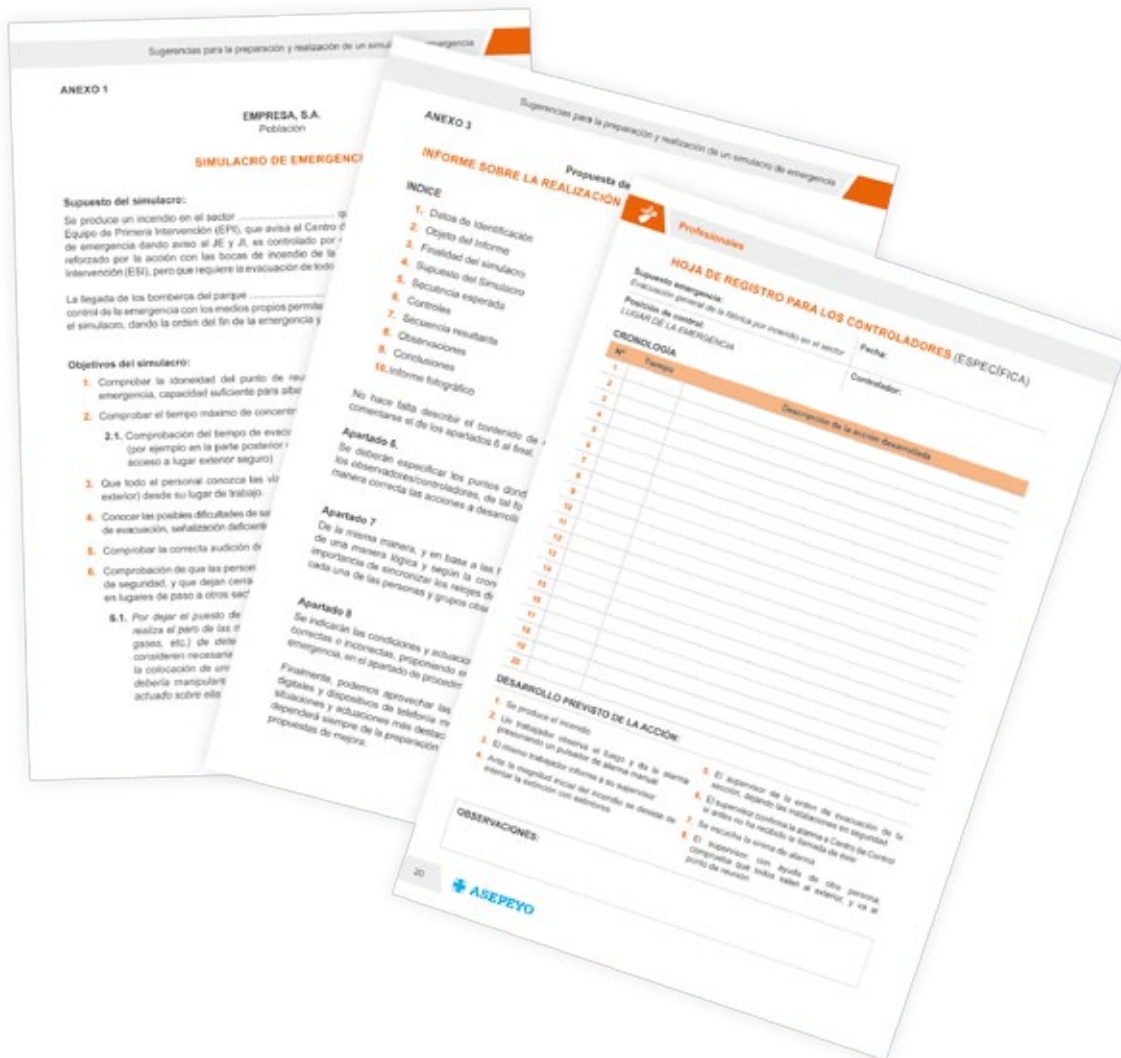 Sugerencias para la preparación y realización de un simulacro emergencia
ANEXO 1
EMPRESA, S.A.
Población
SIMULACRO DE EMERGENCI
Supuesto del simulacro:
Se produce un incendio en el sector
Equipo de Primera Intervención (EPI), que avisa al Centro d
de emergencia dando aviso al JE y JI, es controlado por
reforzado por la acción con las bocas de incendio de la
Intervención (ESI), pero que requiere la evacuación de todo
La llegada de los bomberos del parque
control de la emergencia con los medios propios permite
el simulacro, dando la orden del fin de la emergencia y
Objetivos del simulacro:
1. Comprobar la idoneidad del punto de reu
emergencia, capacidad suficiente para albe
2. Comprobar el tiempo máximo de concentr
2.1. Comprobación del tiempo de evacu
(por ejemplo en la parte posterior
acceso a lugar exterior seguro)
3. Que todo el personal conozca las vía
exterior) desde su lugar de trabajo.
4. Conocer las posibles dificultades de sa
de evacuación, señalización deficiente
5. Comprobar la correcta audición de
6. Comprobación de que las person
de seguridad, y que dejan cerra
en lugares de paso a otros sect
6.1. Por dejar el puesto de
realiza el paro de las m
gases, etc.) de dete
consideren necesaria
la colocación de un
debería manipulars
actuado sobre ella
Sugerencias para la preparación y realización de un simulacro de emergencia
ANEXO 3
Propuesta de
INFORME SOBRE LA REALIZACIÓN
INDICE
1. Datos de Identificación
2. Objeto del Informe
3. Finalidad del simulacro
4. Supuesto del Simulacro
5. Secuencia esperada
6. Controles
7. Secuencia resultante
8. Observaciones
9. Conclusiones
10. Informe fotográfico
No hace falta describir el contenido de
comentarse el de los apartados 6 al final.
Apartado 6.
Se deberán especificar los puntos dond
los observadores/controladores, de tal fo
manera correcta las acciones a desarrolla
Apartado 7
De la misma manera, y en base a las
de una manera lógica y según la cron
importancia de sincronizar los relojes d
cada una de las personas y grupos obse
Apartado 8
Se indicarán las condiciones y actuacion
correctas o incorrectas, proponiendo en
emergencia, en el apartado de procedimi
Finalmente, podemos aprovechar las
digitales y dispositivos de telefonía m
situaciones y actuaciones más destac
dependerá siempre de la preparación
propuestas de mejora.
Profesionales
HOJA DE REGISTRO PARA LOS CONTROLADORES (ESPECÍFICA)
Supuesto emergencia:
Evacuación general de la fábrica por incendio en el sector
Fecha:
Posición de control:
LUGAR DE LA EMERGENCIA
Controlador:
CRONOLOGÍA
Nº Tiempo Descripción de la acción desarrollada
1
2
3
4
5
6
7
8
9
10
11
12
13
14
15
16
17
18
19
20
DESARROLLO PREVISTO DE LA ACCIÓN:
1. Se produce el incendio
2. Un trabajador observa el fuego y da la alarma
presionando un pulsador de alarma manual
3. El mismo trabajador informa a su supervisor
4. Ante la magnitud inicial del incendio se desiste de
intentar la extinción con extintores
5. El supervisor da la orden de evacuación de la
sección, dejando las instalaciones en seguridad
6. El supervisor confirma la alarma a Centro de Control
si antes no ha recibido la llamada de éste
7. Se escucha la sirena de alarma
8. El supervisor, con ayuda de otra persona,
comprueba que todos salen al exterior, y va al
punto de reunión
OBSERVACIONES:
20
ASEPEYO